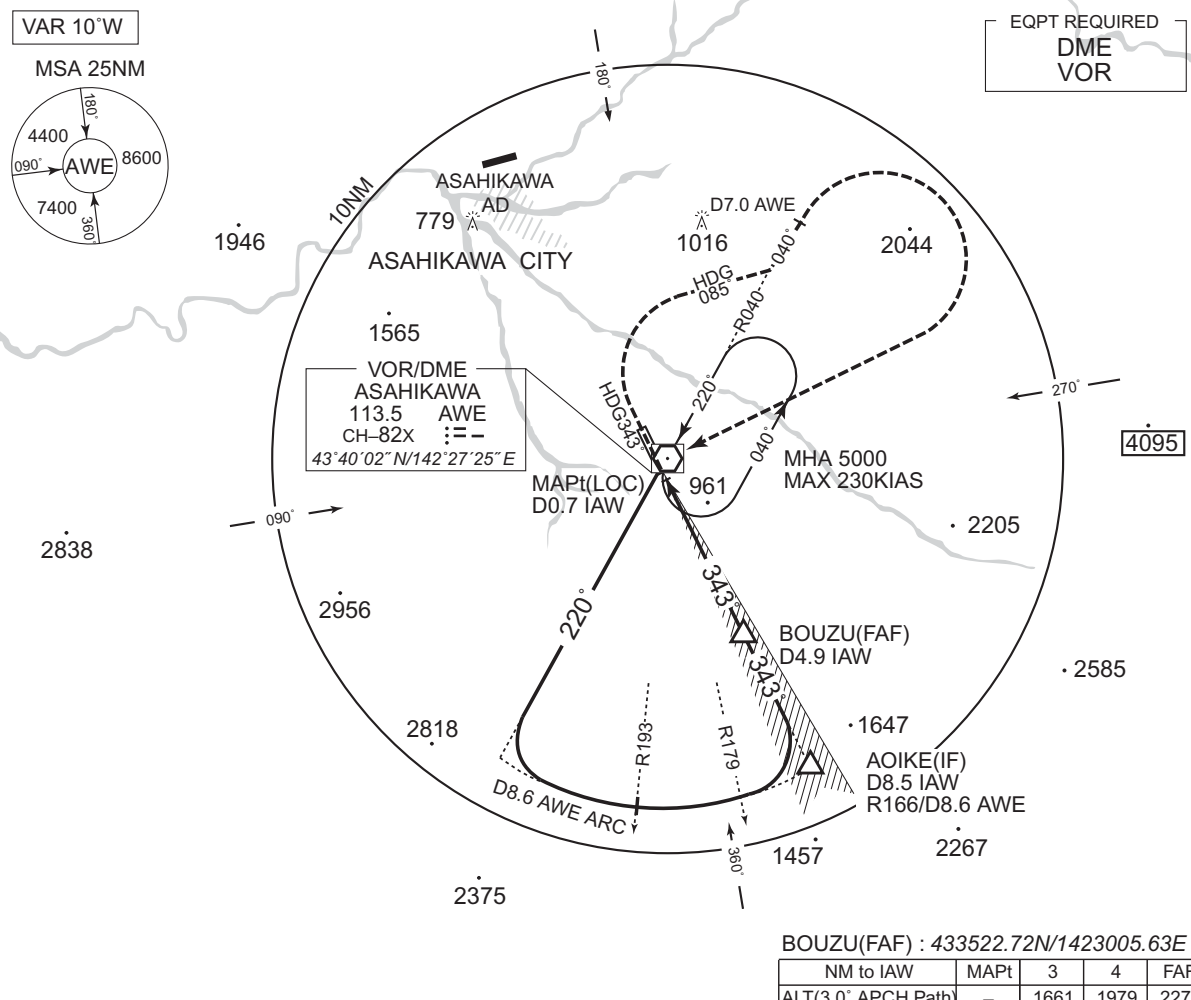 VAR 10°W
MSA 25NM
180°
4400
8600
090°
AWE
7400
360°
EQPT REQUIRED
DME
VOR
180°
10NM
ASAHIKAWA
AD
779
ASAHIKAWA CITY
D7.0 AWE
1016
040°
2044
1946
HDG
085°
R040
1565
VOR/DME
ASAHIKAWA
113.5 AWE
CH–82X
43°40´02˝N/142°27´25˝E
HDG343°
220°
040°
270°
4095
MHA 5000
MAX 230KIAS
MAPt(LOC)
D0.7 IAW
961
090°
2838
2205
2956
220°
343°
BOUZU(FAF)
D4.9 IAW
343°
2585
2818
R193
R179
1647
AOIKE(IF)
D8.5 IAW
R166/D8.6 AWE
D8.6 AWE ARC
360°
1457
2267
2375
BOUZU(FAF) : 433522.72N/1423005.63E
NM to IAW MAPt 3 4 FAF
ALT(3.0° APCH Path) – 1661 1979 227